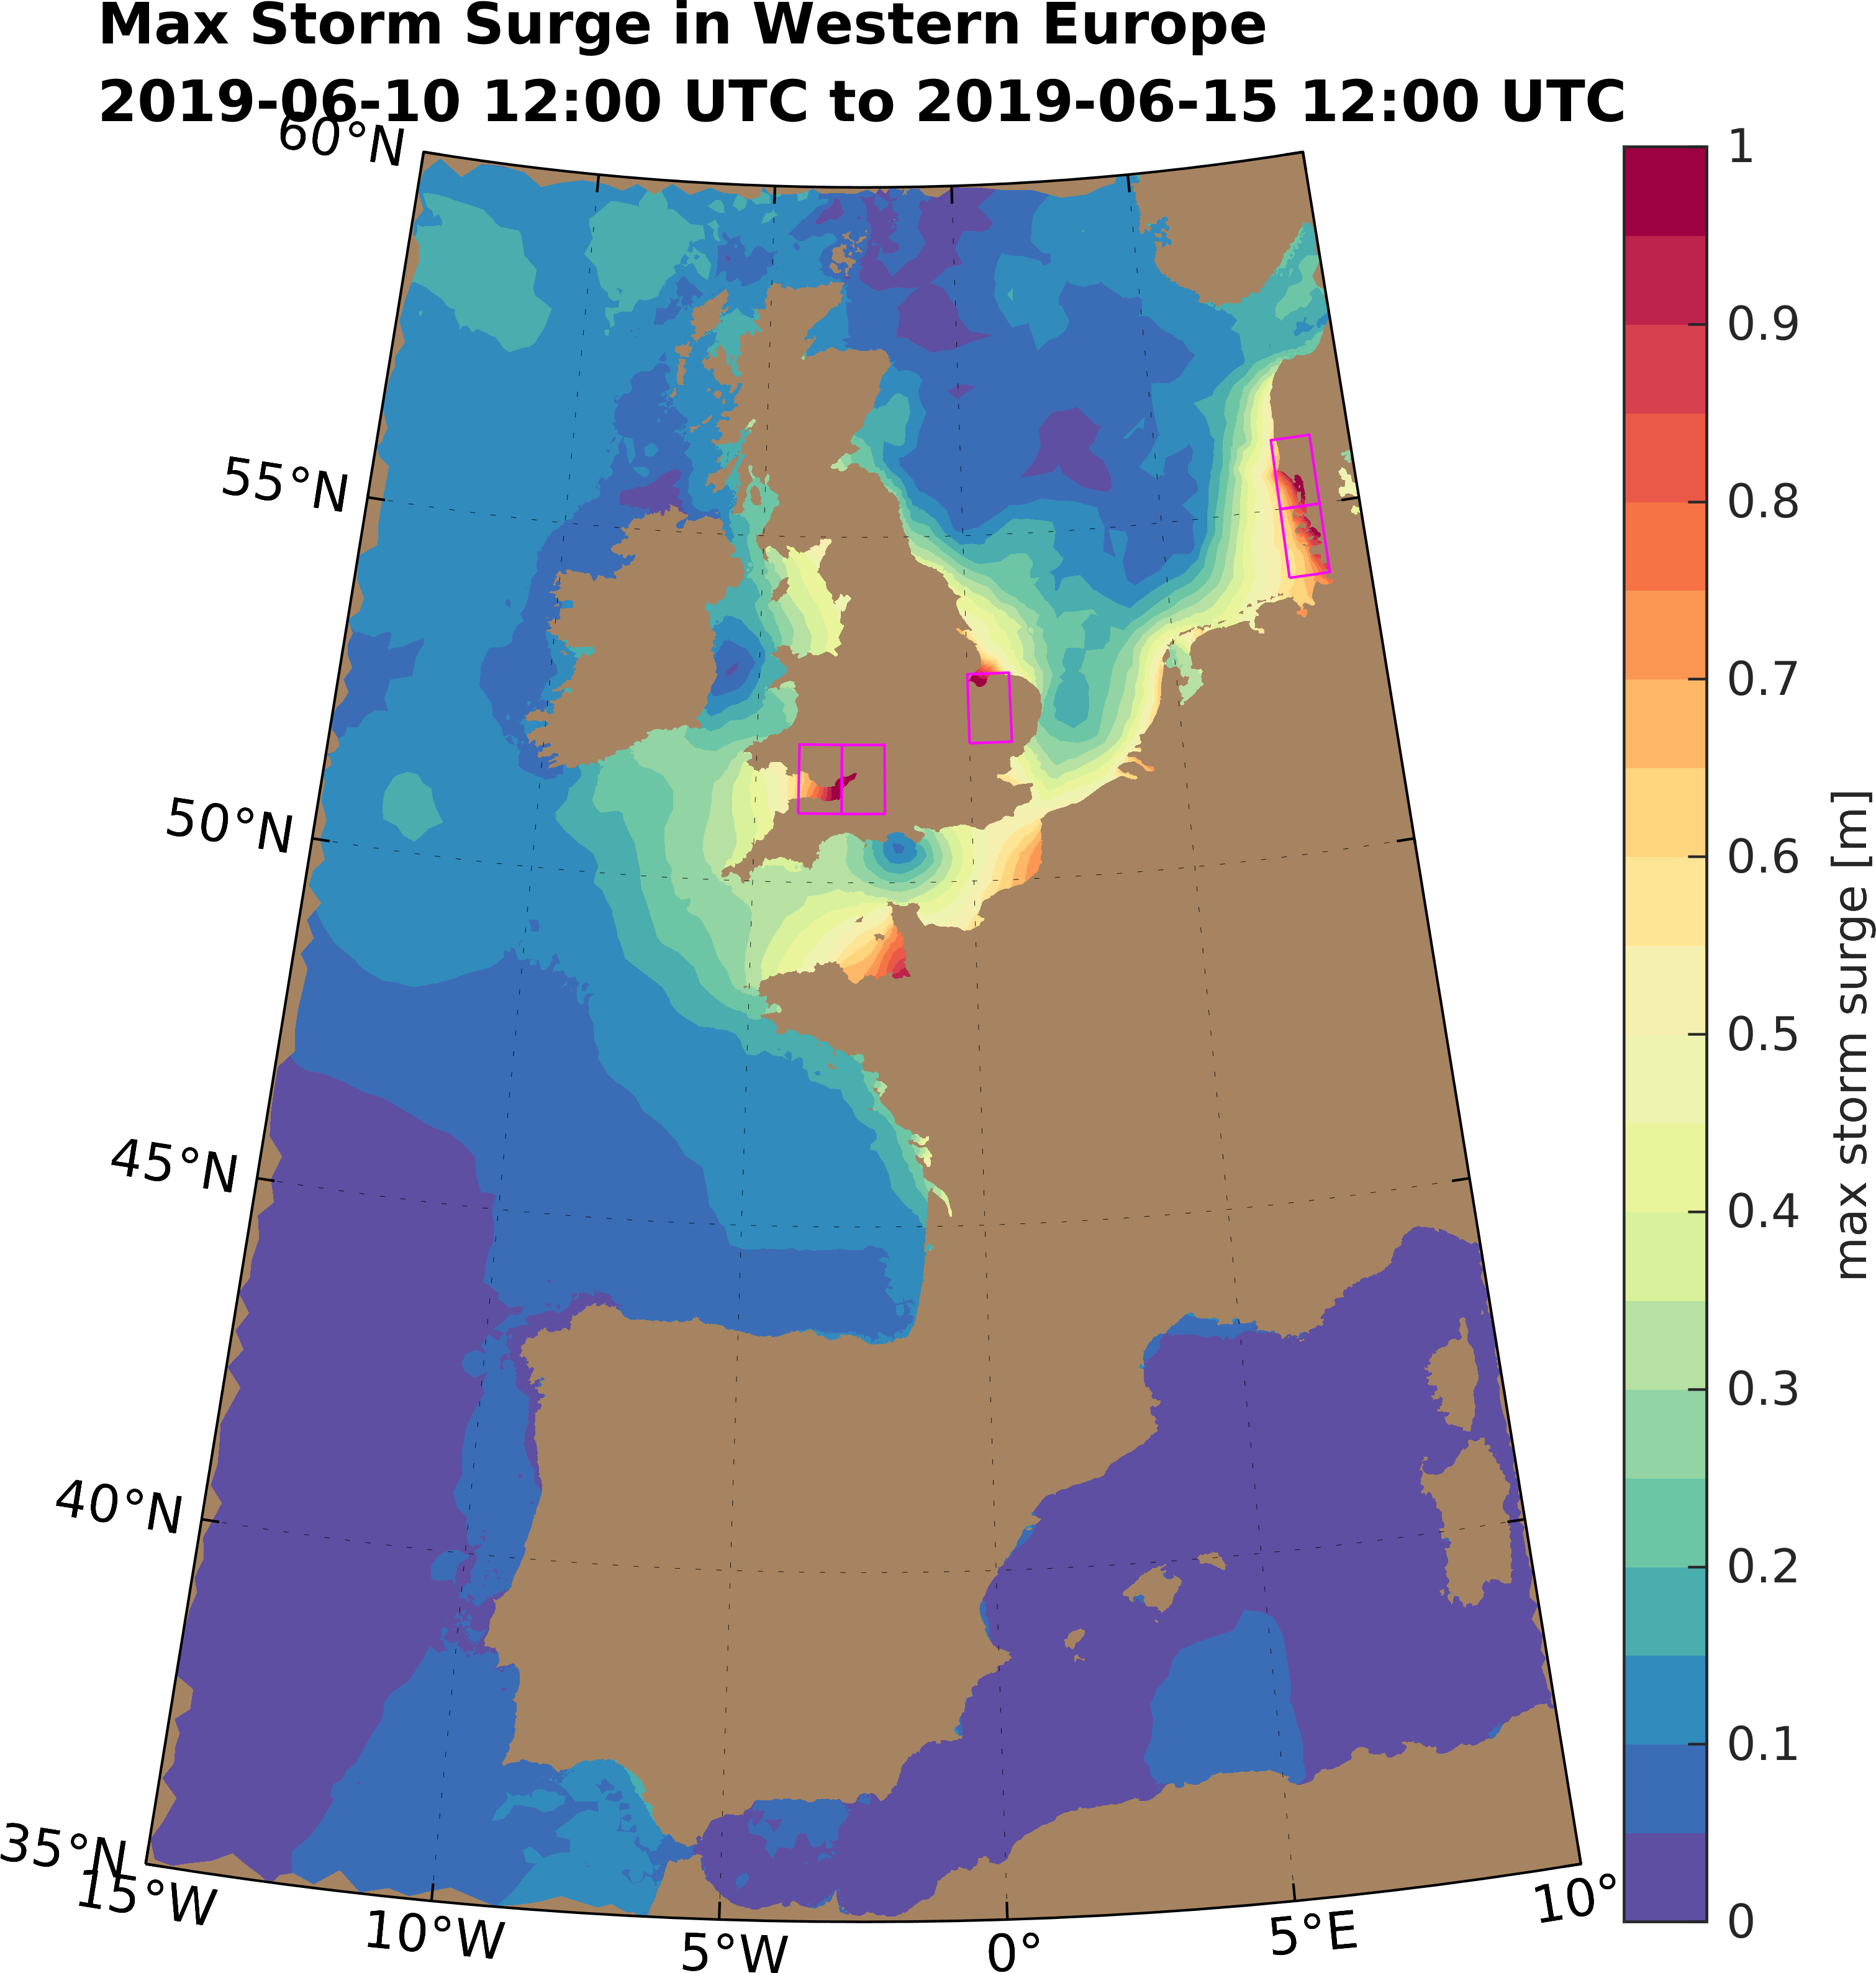 Max Storm Surge in Western Europe
2019-06-10 12:00 UTC to 2019-06-15 12:00 UTC
60°N
55°N
50°N
45°N
40°N
35°N
15°W
10°W
5°W
0°
5°E
10°
1
0.9
0.8
0.7
0.6
0.5
0.4
0.3
0.2
0.1
0
max storm surge [m]